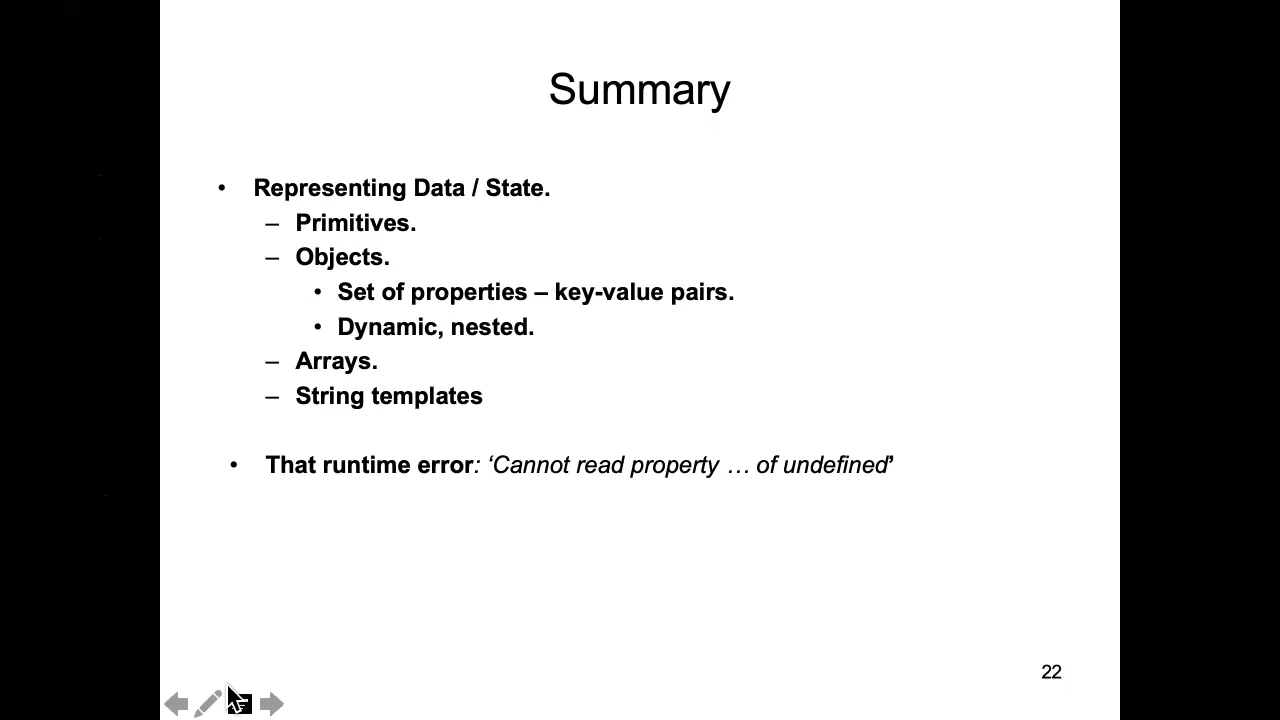 Summary
• Representing Data / State.
– Primitives.
– Objects.
• Set of properties – key-value pairs.
• Dynamic, nested.
– Arrays.
– String templates
• That runtime error: ‘Cannot read property … of undefined’
22